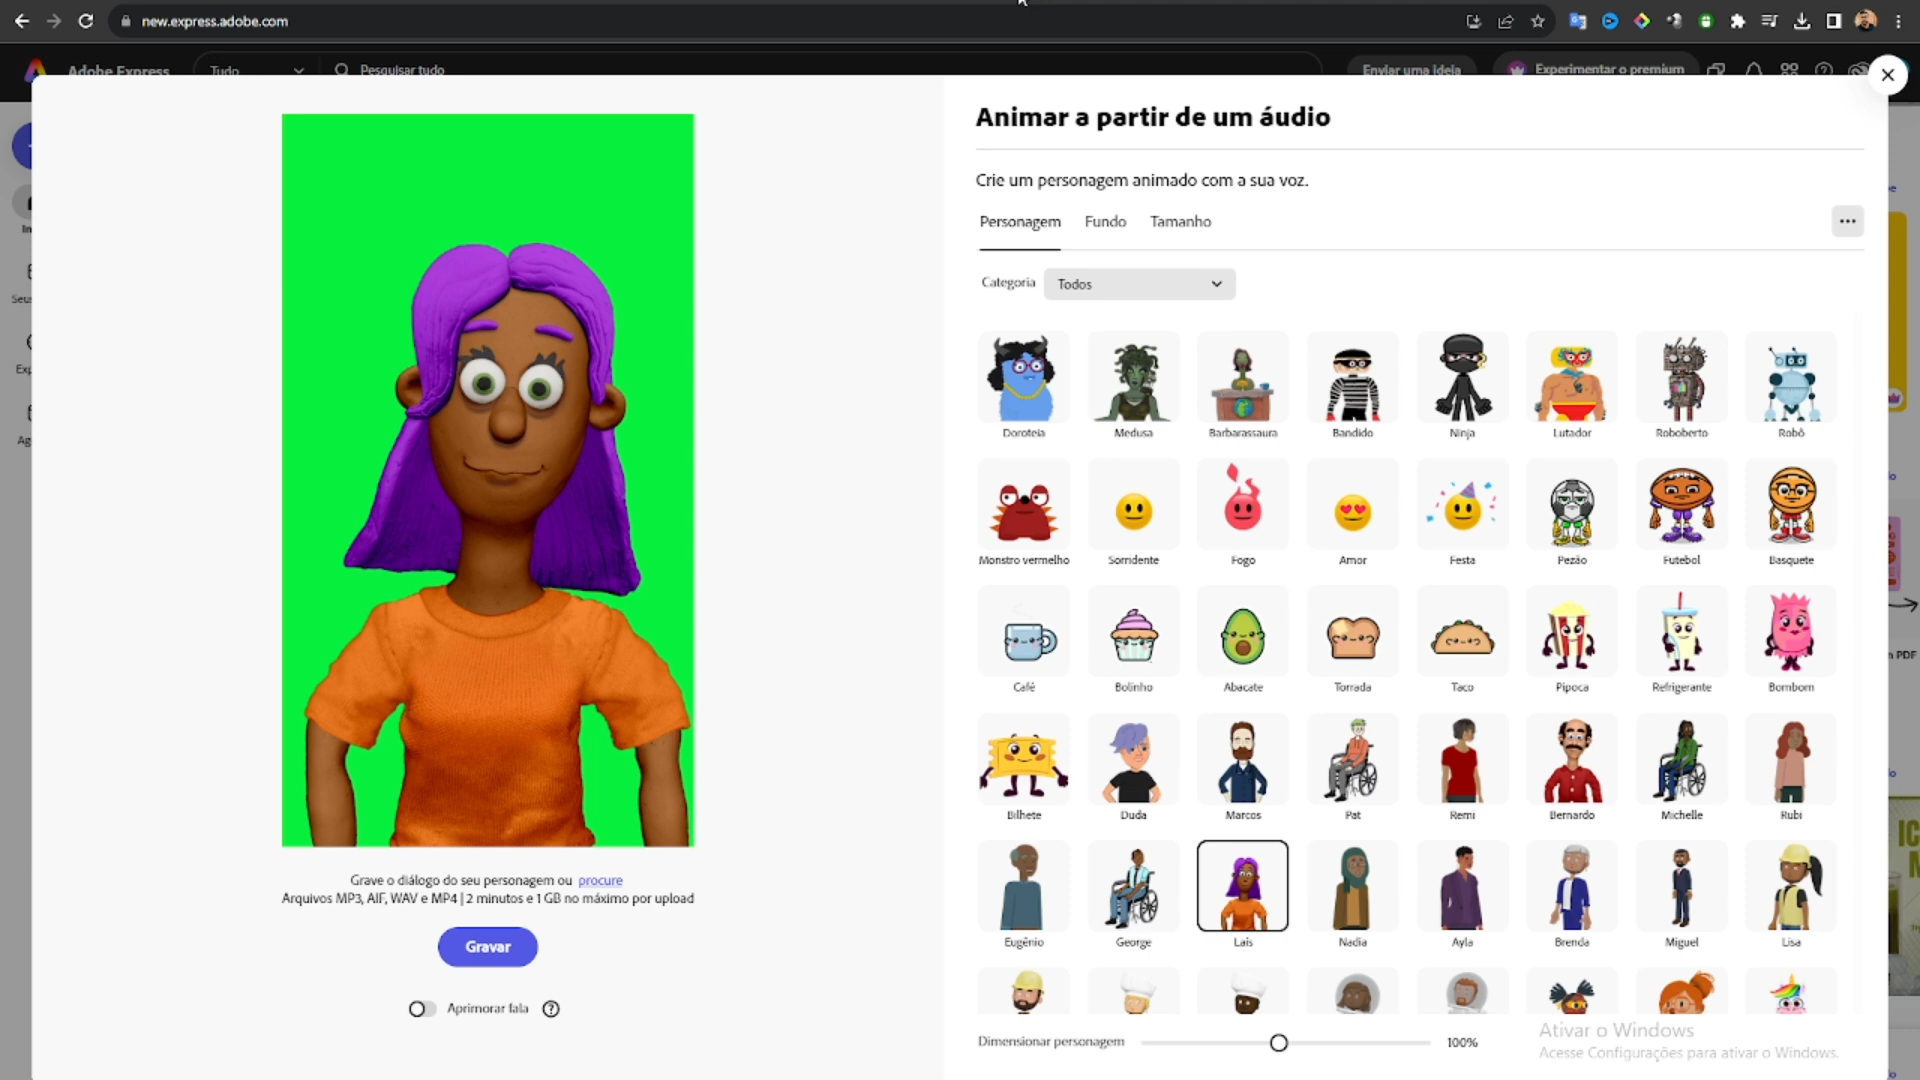 new.express.adobe.com
Adobe Express
Tudo
Pesquisar tudo
Enviar uma ideia
Experimentar o premium
Animar a partir de um áudio
Crie um personagem animado com a sua voz.
Personagem Fundo Tamanho
Categoria Todos
Doroteia Medusa Barbarassaura Bandido Ninja Lutador Roboberto Robô
Monstro vermelho Sorridente Fogo Amor Festa Pezão Futebol Basquete
Café Bolinho Abacate Torrada Taco Pipoca Refrigerante Bombom
Bilhete Duda Marcos Pat Remi Bernardo Michelle Rubi
Eugênio George Laís Nadia Ayla Brenda Miguel Lisa
Dimensionar personagem 100%
Grave o diálogo do seu personagem ou procure
Arquivos MP3, AIF, WAV e MP4 | 2 minutos e 1 GB no máximo por upload
Gravar
Aprimorar fala
Ativar o Windows
Acesse Configurações para ativar o Windows.
PDF